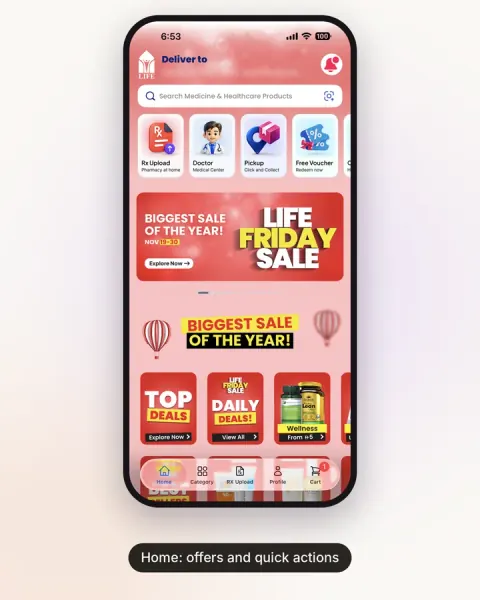 6:53
100
LIFE
Deliver to
Search Medicine & Healthcare Products
Rx Upload
Pharmacy at home
Doctor
Medical Center
Pickup
Click and Collect
Free Voucher
Redeem now
BIGGEST SALE
OF THE YEAR!
NOV 19-30
Explore Now →
LIFE
FRIDAY
SALE
BIGGEST SALE
OF THE YEAR!
TOP
DEALS
Explore Now >
LIFE
FRIDAY
SALE
DAILY
DEALS!
View All >
Wellness
From 5 >
BEST
SELLERS
Home
Category
RX Upload
Profile
1
Cart
Home: offers and quick actions